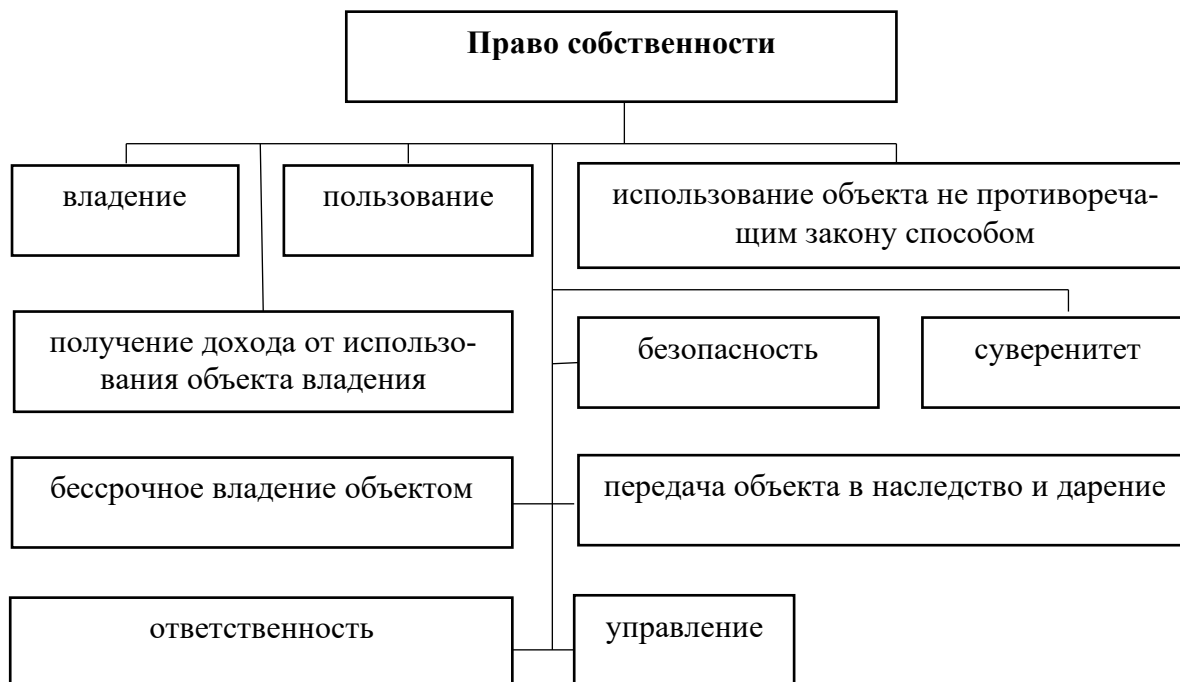 Право собственности
владение
пользование
использование объекта не противореча-
щим закону способом
получение дохода от использо-
вания объекта владения
безопасность
суверенитет
бессрочное владение объектом
передача объекта в наследство и дарение
ответственность
управление